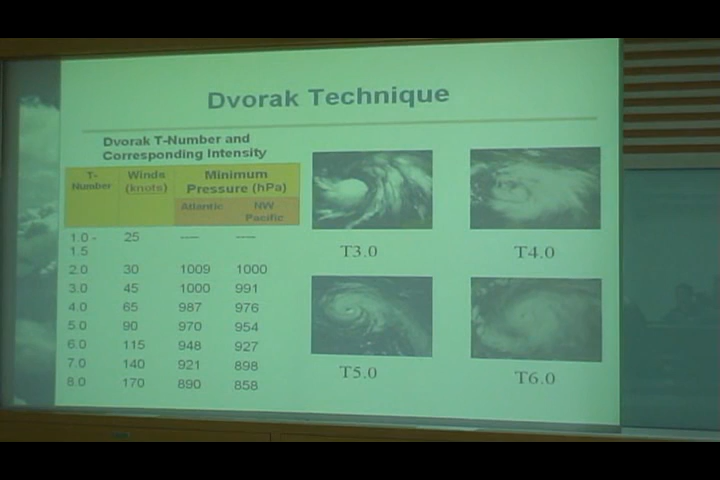 Dvorak Technique
Dvorak T-Number and
Corresponding Intensity
T-
Number
Winds
(knots)
Minimum
Pressure (hPa)
Atlantic
NW
Pacific
1.0 -
1.5
25 ---- ----
2.0 30 1009 1000
3.0 45 1000 991
4.0 65 987 976
5.0 90 970 954
6.0 115 948 927
7.0 140 921 898
8.0 170 890 858
T3.0
T4.0
T5.0
T6.0